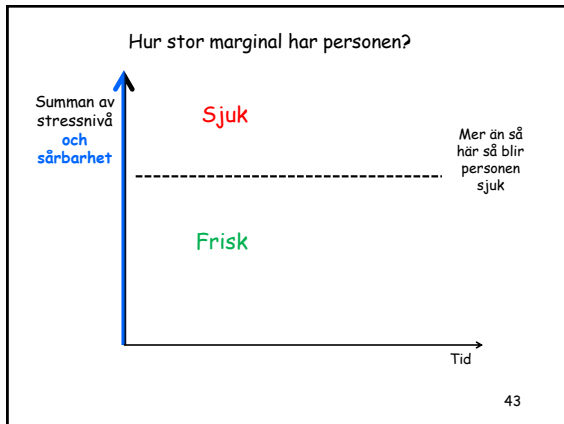 Hur stor marginal har personen?
Summan av
stressnivå
och
sårbarhet
Sjuk
Mer än så
här så blir
personen
sjuk
Frisk
Tid
43